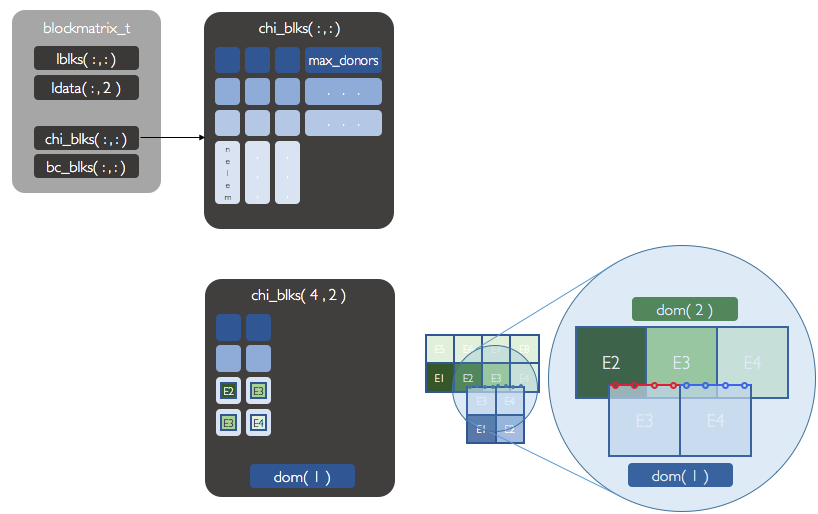 blockmatrix_t
lblks( : , : )
ldata( : , 2 )
chi_blks( : , : )
bc_blks( : , : )
chi_blks( : , : )
max_donors
. . .
. . .
n
e
l
e
m
chi_blks( 4 , 2 )
E2 E3
E3 E4
dom( 1 )
E5 E6 E7 E8
E1 E2 E3 E4
E3 E4
E1 E2
dom( 2 )
E2 E3 E4
E3 E4
dom( 1 )